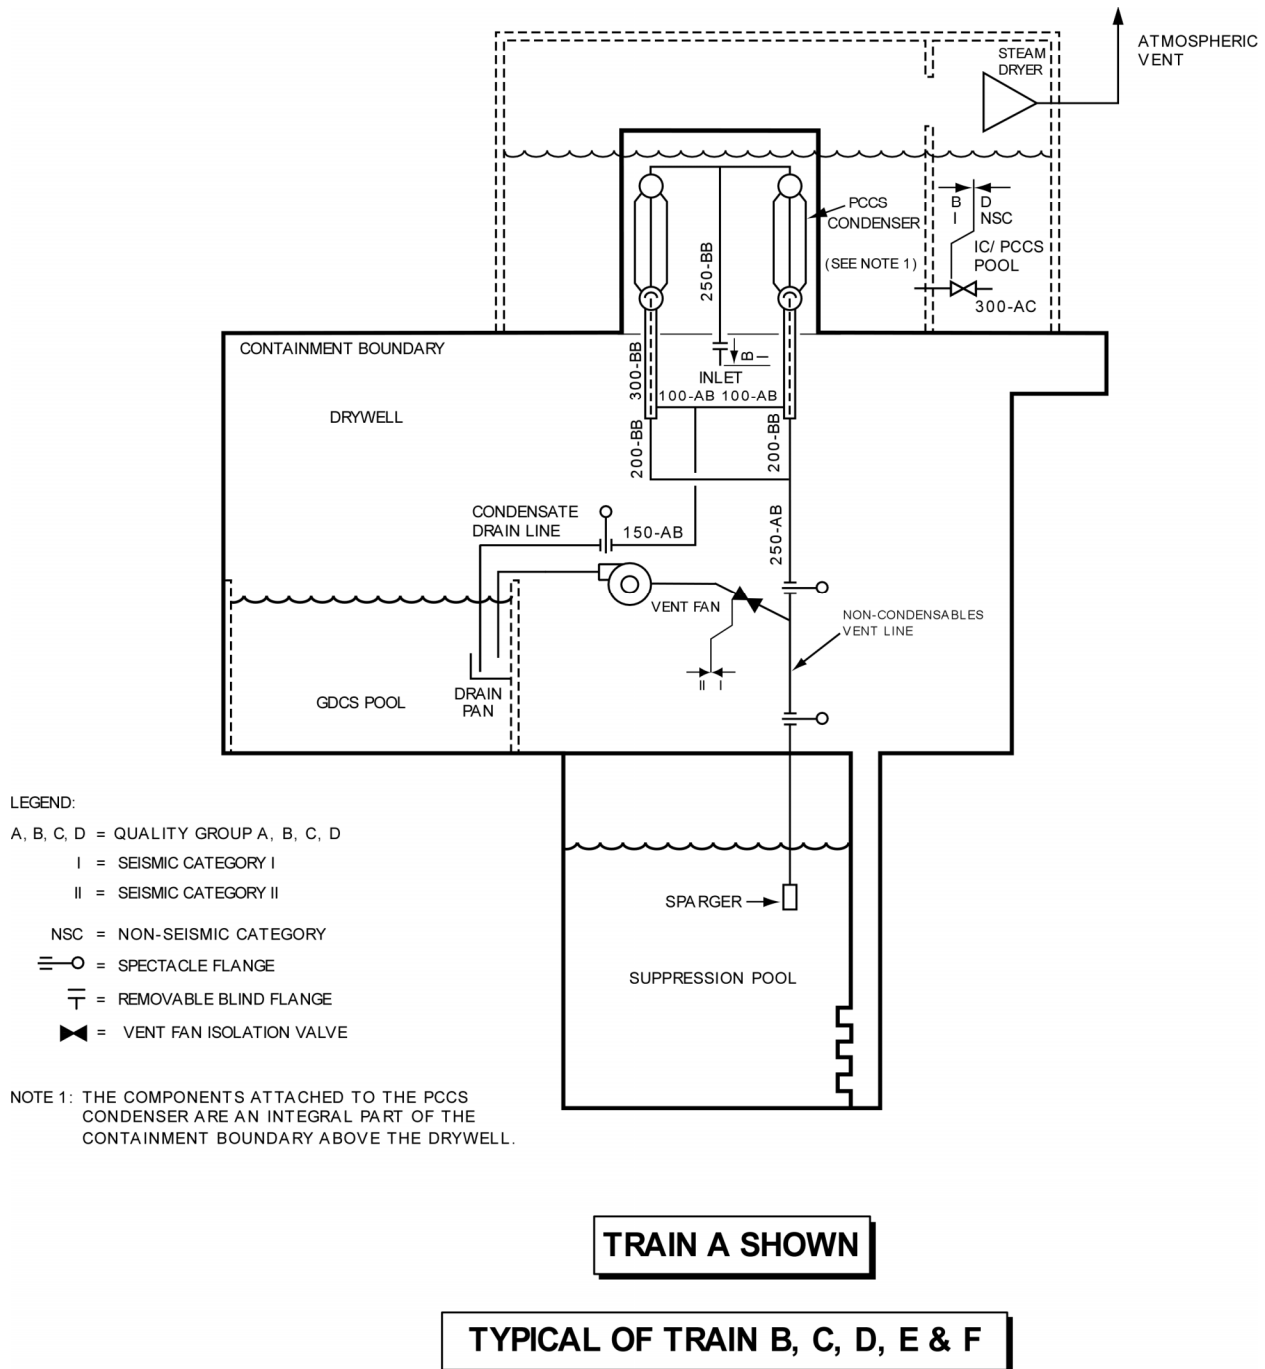 ATMOSPHERIC
VENT
STEAM
DRYER
PCCS
CONDENSER
(SEE NOTE 1)
B D
I NSC
IC/ PCCS
POOL
300-AC
250-BB
CONTAINMENT BOUNDARY
300-BB
B
I
INLET
100-AB 100-AB
DRYWELL
200-BB
200-BB
CONDENSATE
DRAIN LINE
150-AB
250-AB
VENT FAN
NON-CONDENSABLES
VENT LINE
II I
DRAIN
PAN
GDCS POOL
LEGEND:
A, B, C, D = QUALITY GROUP A, B, C, D
I = SEISMIC CATEGORY I
II = SEISMIC CATEGORY II
NSC = NON-SEISMIC CATEGORY
= SPECTACLE FLANGE
= REMOVABLE BLIND FLANGE
= VENT FAN ISOLATION VALVE
SPARGER
SUPPRESSION POOL
NOTE 1: THE COMPONENTS ATTACHED TO THE PCCS
CONDENSER ARE AN INTEGRAL PART OF THE
CONTAINMENT BOUNDARY ABOVE THE DRYWELL.
TRAIN A SHOWN
TYPICAL OF TRAIN B, C, D, E & F